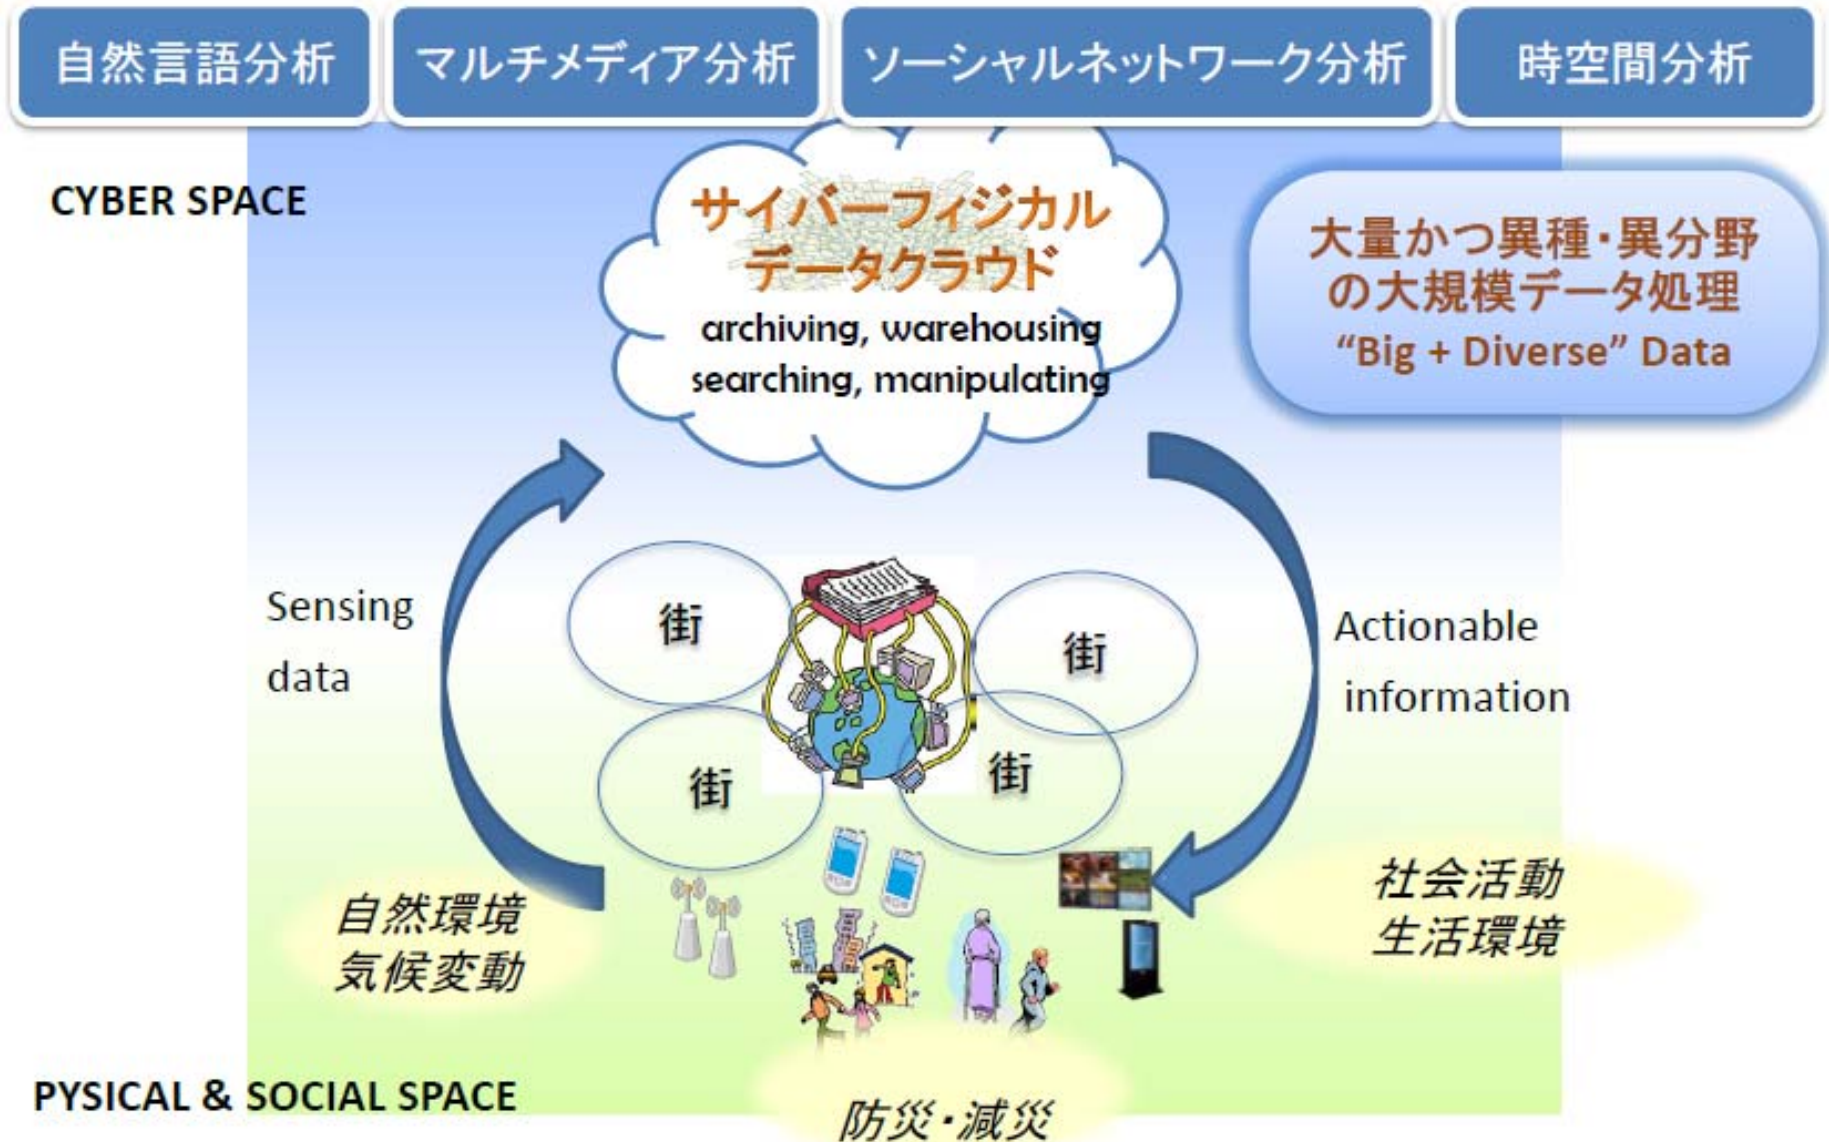 自然言語分析
マルチメディア分析
ソーシャルネットワーク分析
時空間分析
CYBER SPACE
サイバーフィジカル
データクラウド
archiving, warehousing
searching, manipulating
大量かつ異種・異分野
の大規模データ処理
“Big + Diverse” Data
Sensing
data
街
街
街
街
Actionable
information
自然環境
気候変動
社会活動
生活環境
PYSICAL & SOCIAL SPACE
防災・減災